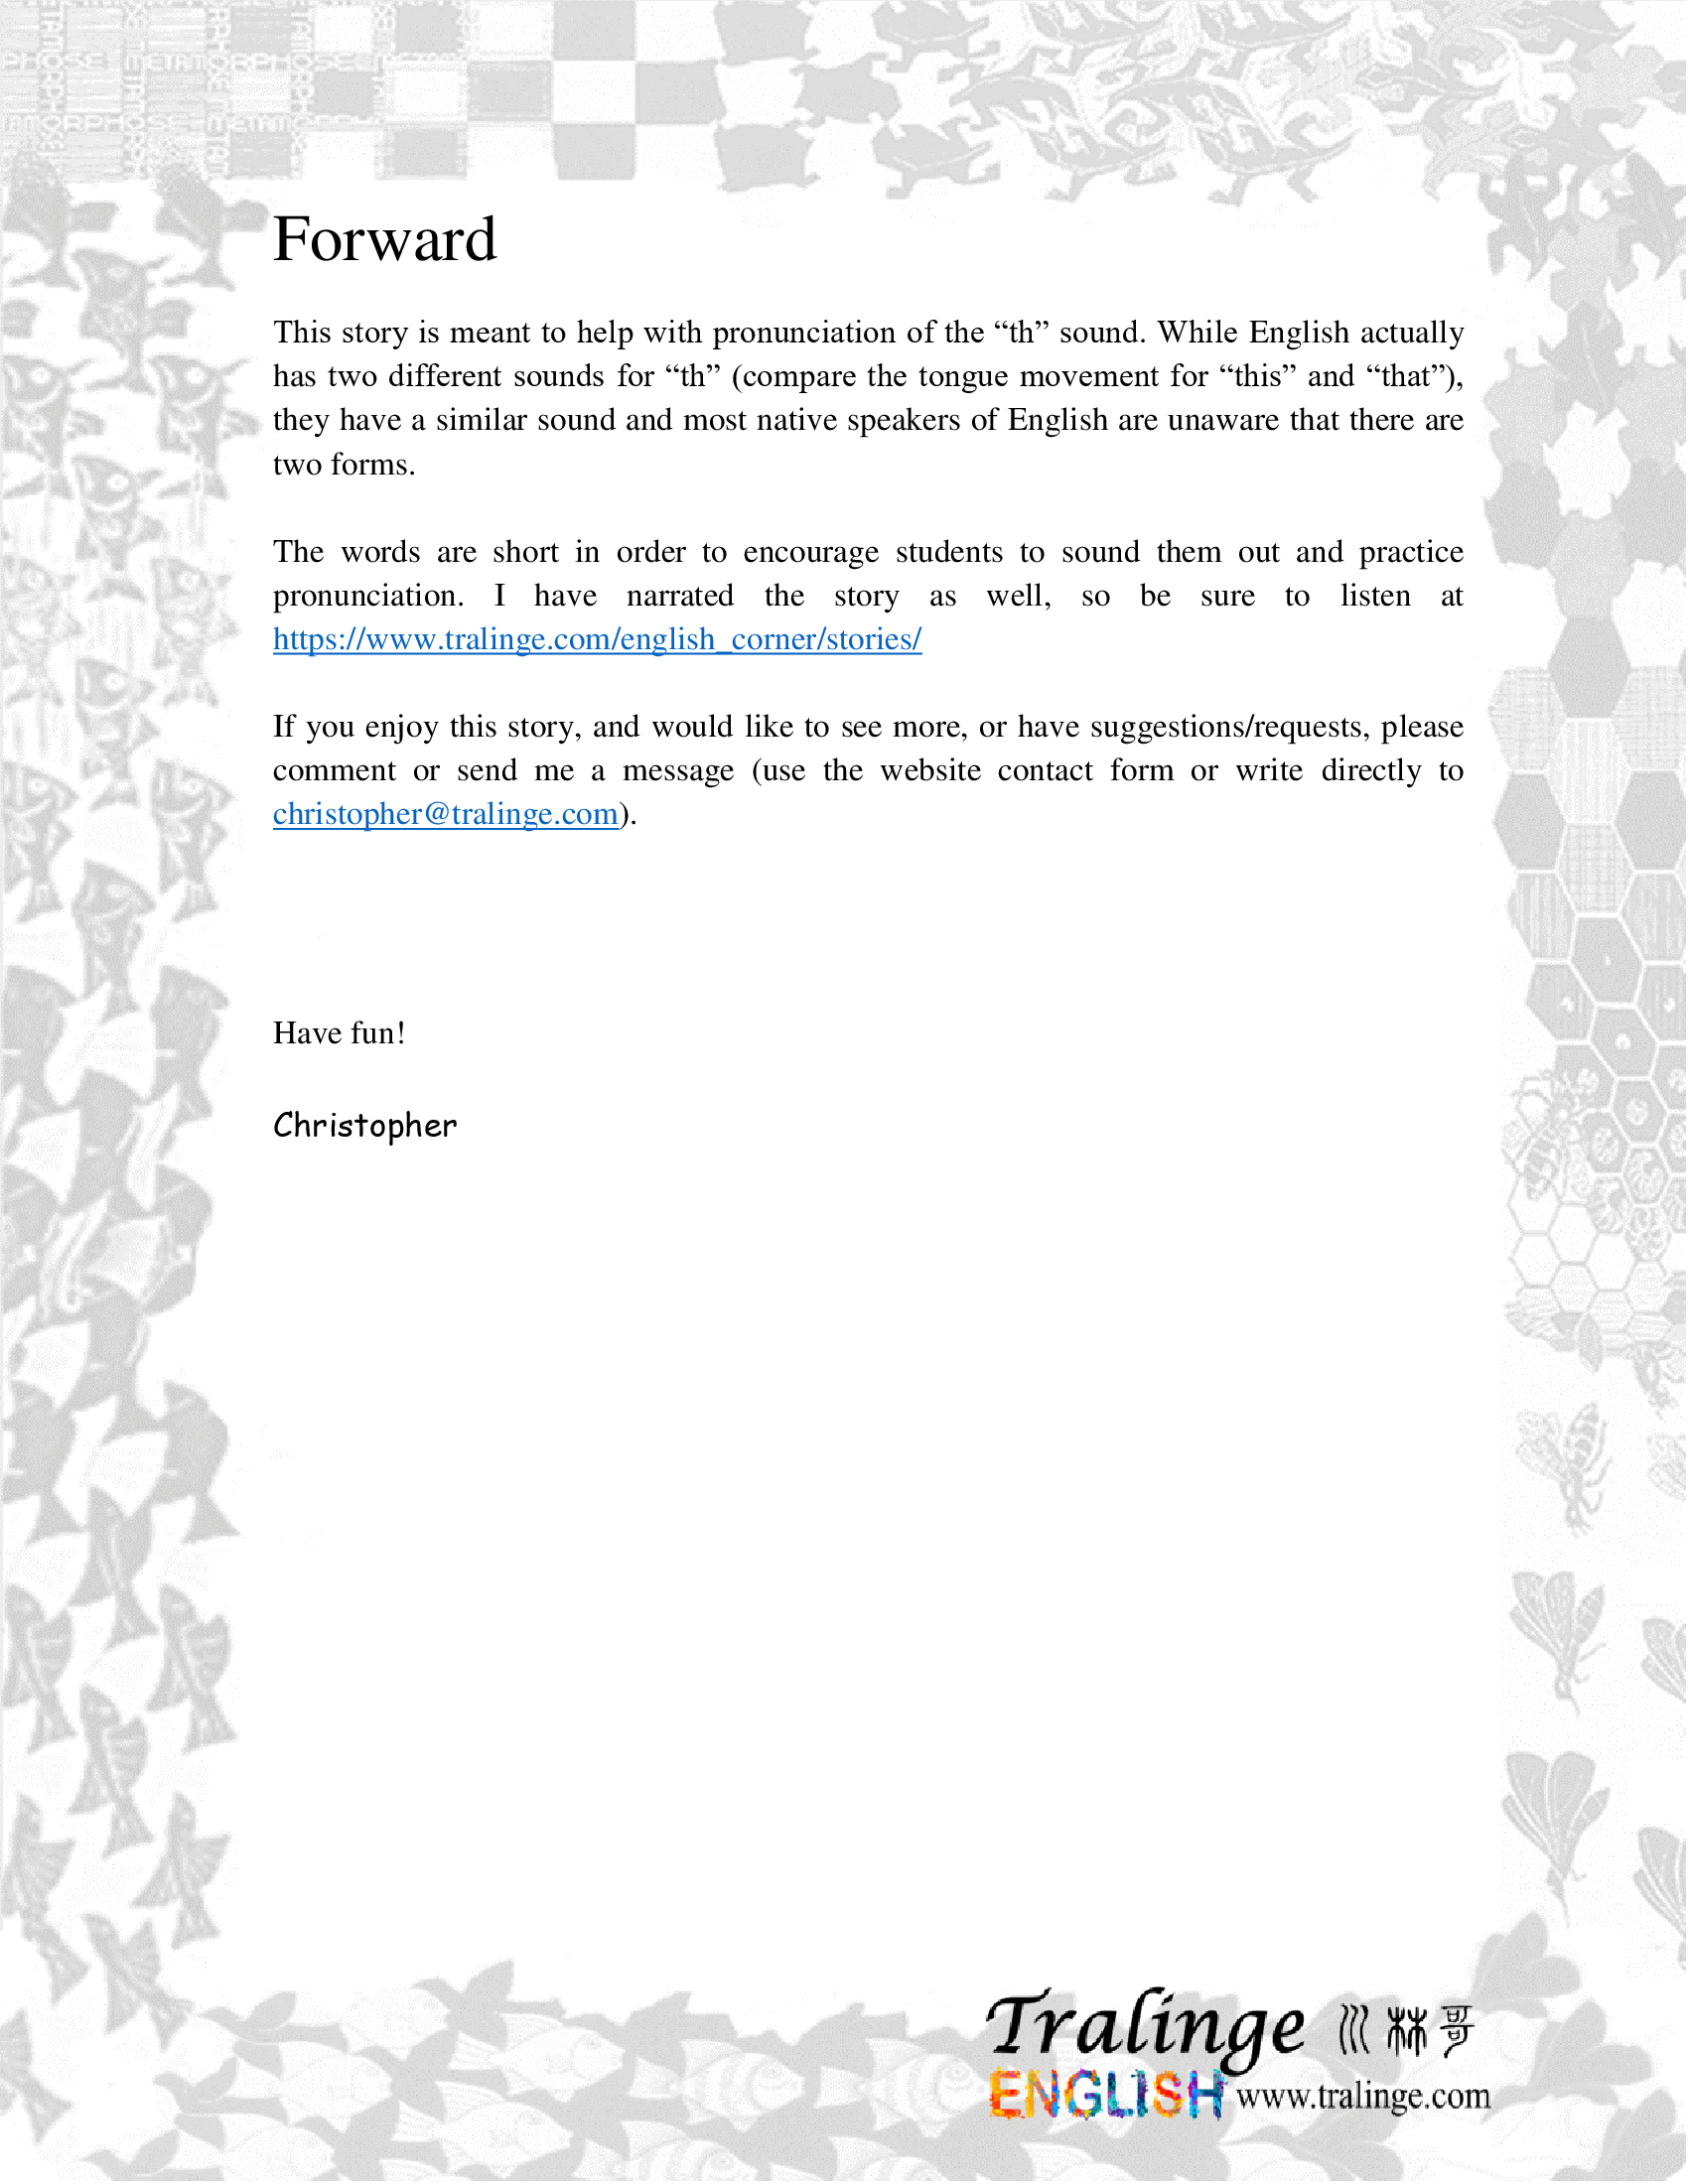 PHOSE METAMORPHOSE METAM
Forward
This story is meant to help with pronunciation of the “th” sound. While English actually
has two different sounds for “th” (compare the tongue movement for “this” and “that”),
they have a similar sound and most native speakers of English are unaware that there are
two forms.
The words are short in order to encourage students to sound them out and practice
pronunciation. I have narrated the story as well, so be sure to listen at
https://www.tralinge.com/english_corner/stories/
If you enjoy this story, and would like to see more, or have suggestions/requests, please
comment or send me a message (use the website contact form or write directly to
christopher@tralinge.com).
Have fun!
Christopher
Tralinge 川 林 哥
ENGLISH www.tralinge.com